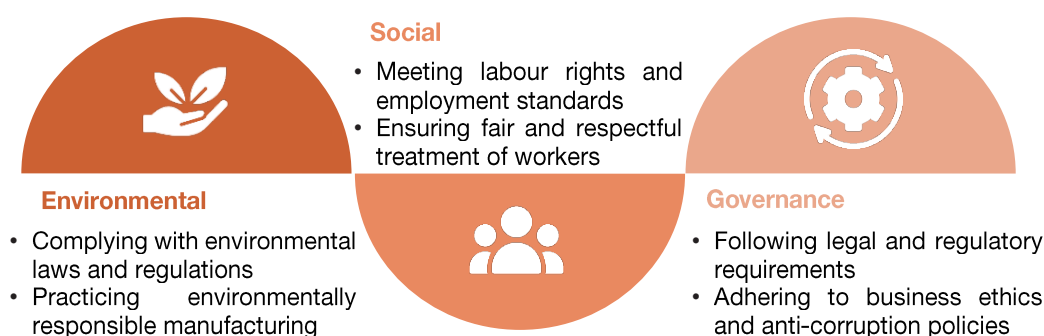 Social
• Meeting labour rights and
employment standards
• Ensuring fair and respectful
treatment of workers
Environmental
• Complying with environmental
laws and regulations
• Practicing environmentally
responsible manufacturing
Governance
• Following legal and regulatory
requirements
• Adhering to business ethics
and anti-corruption policies